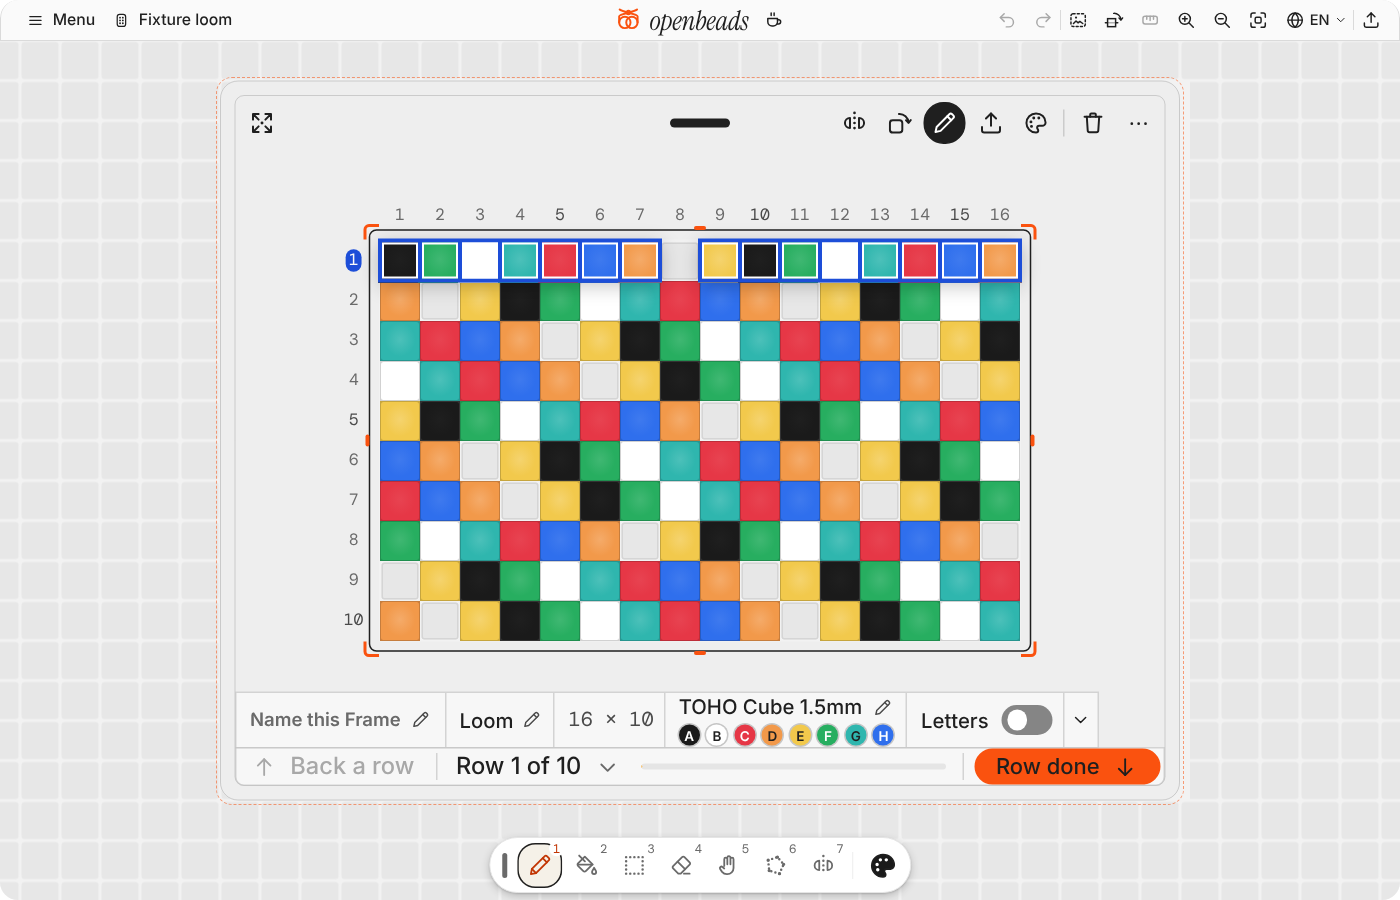 Menu
Fixture loom
openbeads
EN
1 2 3 4 5 6 7 8 9 10 11 12 13 14 15 16
1
2
3
4
5
6
7
8
9
10
Name this Frame
Loom
16 × 10
TOHO Cube 1.5mm
A B C D E F G H
Letters
Back a row
Row 1 of 10
Row done
1 2 3 4 5 6 7